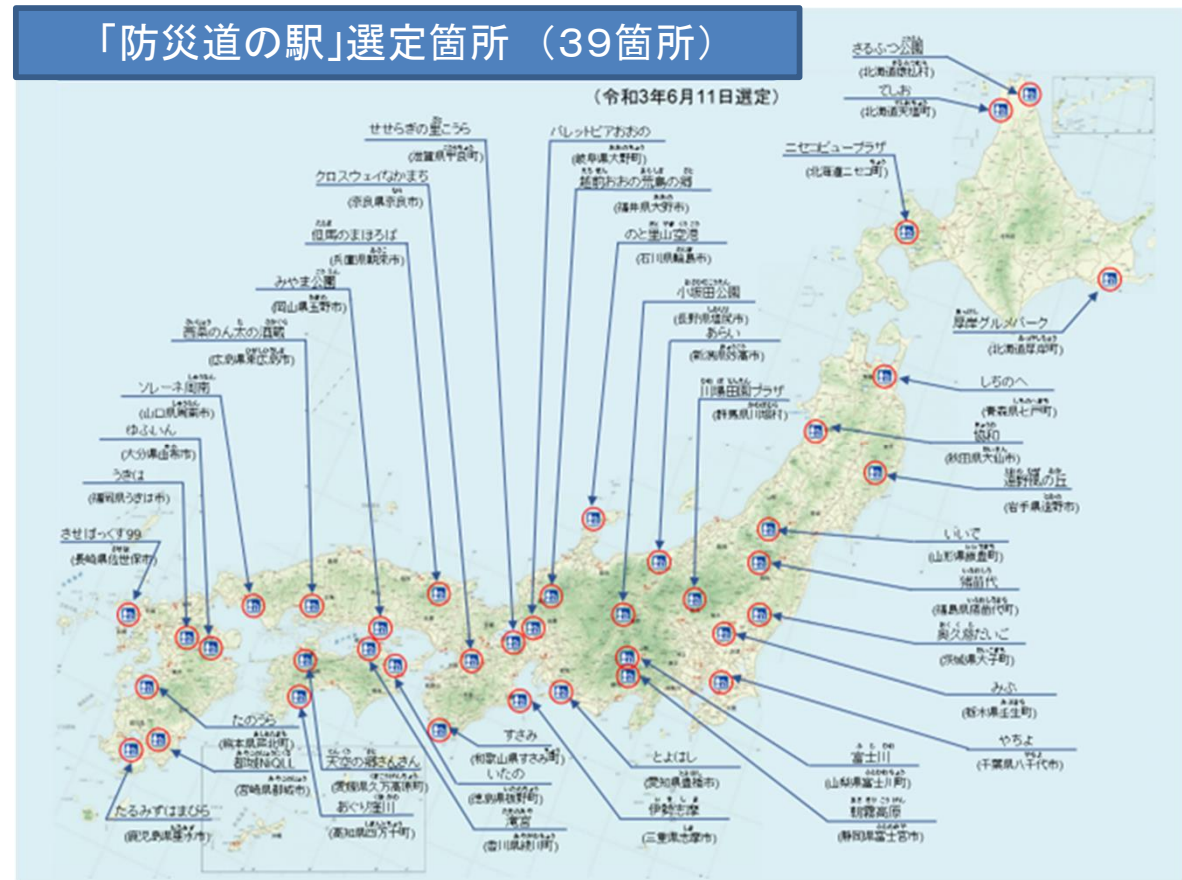 「防災道の駅」選定箇所 （39箇所）
（令和3年6月11日選定）
さるふつ公園
(北海道猿払村)
てしお
(北海道天塩町)
ニセコビュープラザ
(北海道ニセコ町)
厚岸グルメパーク
(北海道厚岸町)
しちのへ
(青森県七戸町)
協和
(秋田県大仙市)
遠野風の丘
(岩手県遠野市)
いいで
(山形県飯豊町)
猪苗代
(福島県猪苗代町)
奥久慈だいご
(茨城県大子町)
みぶ
(栃木県壬生町)
やちよ
(千葉県八千代市)
せせらぎの里こうら
(滋賀県甲良町)
パレットピアおおの
(岐阜県大野町)
越前おおの荒島の郷
(福井県大野市)
クロスウェイなかまち
(奈良県奈良市)
のと里山空港
(石川県輪島市)
但馬のまほろば
(兵庫県朝来市)
小坂田公園
(長野県塩尻市)
みやま公園
(岡山県玉野市)
あらい
(新潟県妙高市)
西条のん太の酒蔵
(広島県東広島市)
川場田園プラザ
(群馬県川場村)
ソレーネ周南
(山口県周南市)
ゆふいん
(大分県由布市)
うきは
(福岡県うきは市)
させぼっくす99
(長崎県佐世保市)
たのうら
(熊本県芦北町)
都城NiQLL
(宮崎県都城市)
たるみずはまびら
(鹿児島県垂水市)
天空の郷さんさん
(愛媛県久万高原町)
あぐり窪川
(高知県四万十町)
すさみ
(和歌山県すさみ町)
いたの
(徳島県板野町)
滝宮
(香川県綾川町)
とよはし
(愛知県豊橋市)
伊勢志摩
(三重県志摩市)
富士川
(山梨県富士川町)
朝霧高原
(静岡県富士宮市)